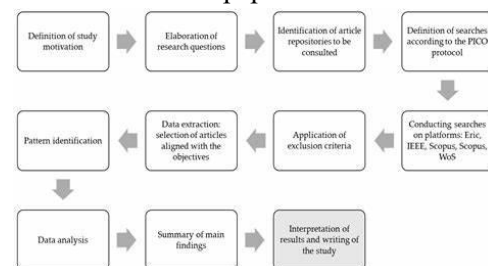 Definition of study
motivation
Elaboration of
research questions
Identification of article
repositories to be
consulted
Definition of searches
according to the PICO
protocol
Conducting searches
on platforms: Eric,
IEEE, Scopus, Scopus,
WoS
Application of
exclusion criteria
Data extraction:
selection of articles
aligned with the
objectives
Pattern identification
Data analysis
Summary of main
findings
Interpretation of
results and writing of
the study